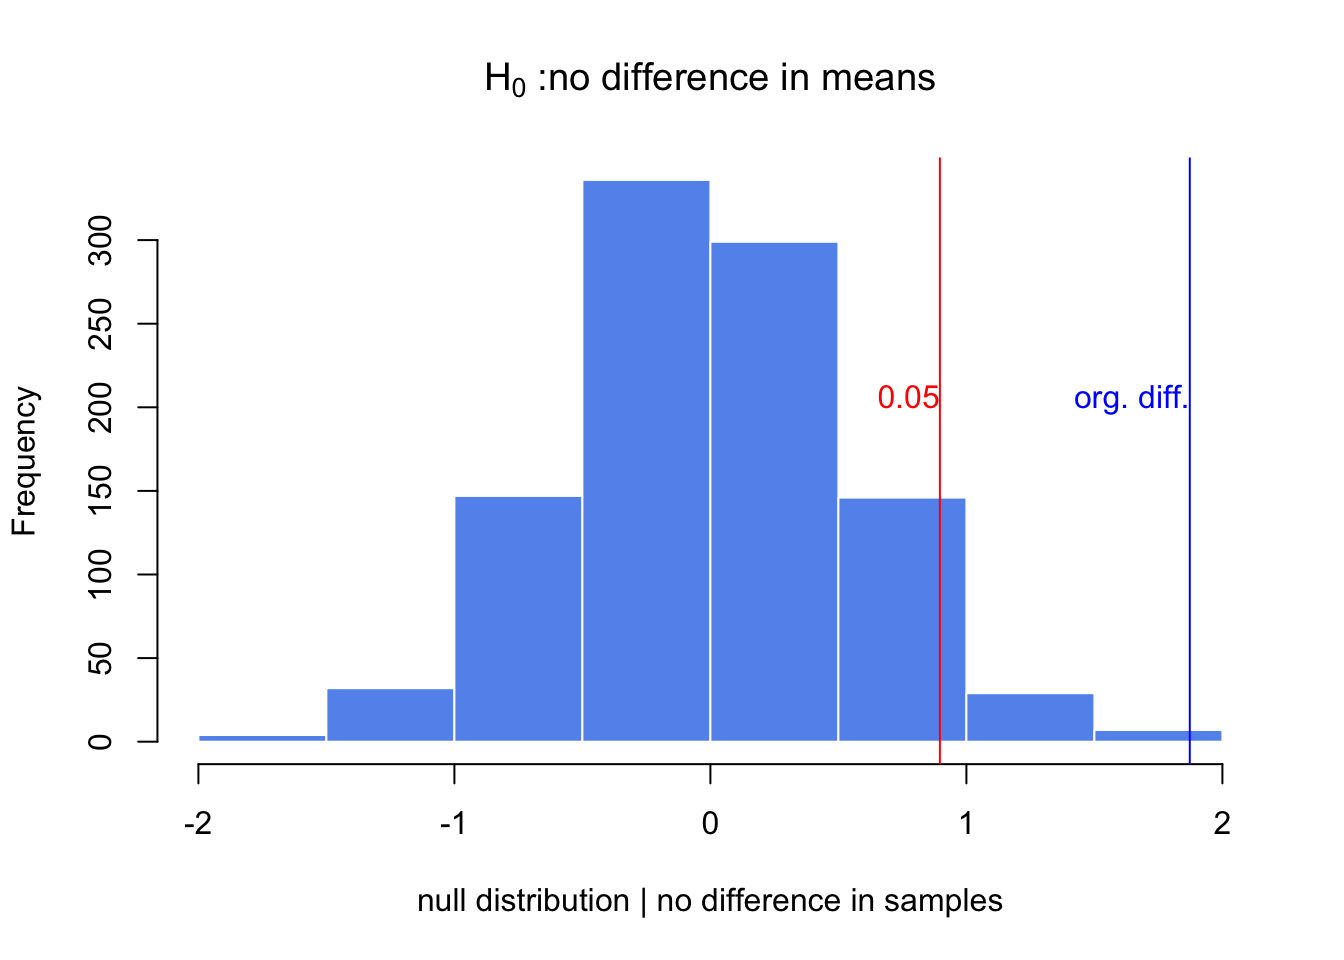 H₀ :no difference in means
Frequency
300
250
200
150
100
50
0
0.05
org. diff.
-2 -1 0 1 2
null distribution | no difference in samples